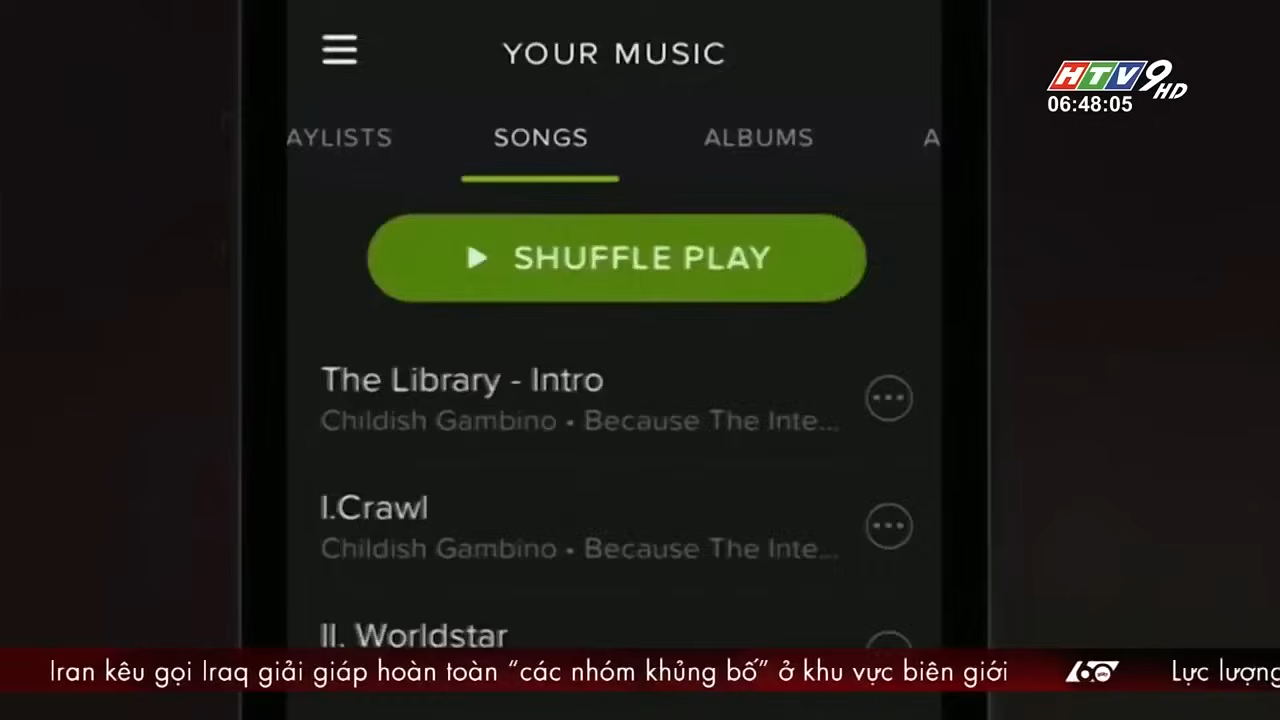 YOUR MUSIC
HTV9 HD
06:48:05
AYLISTS SONGS ALBUMS A
SHUFFLE PLAY
The Library - Intro
Childish Gambino • Because The Inte...
I.Crawl
Childish Gambino • Because The Inte...
II. Worldstar
Iran kêu gọi Iraq giải giáp hoàn toàn “các nhóm khủng bố” ở khu vực biên giới 60 Lực lượng